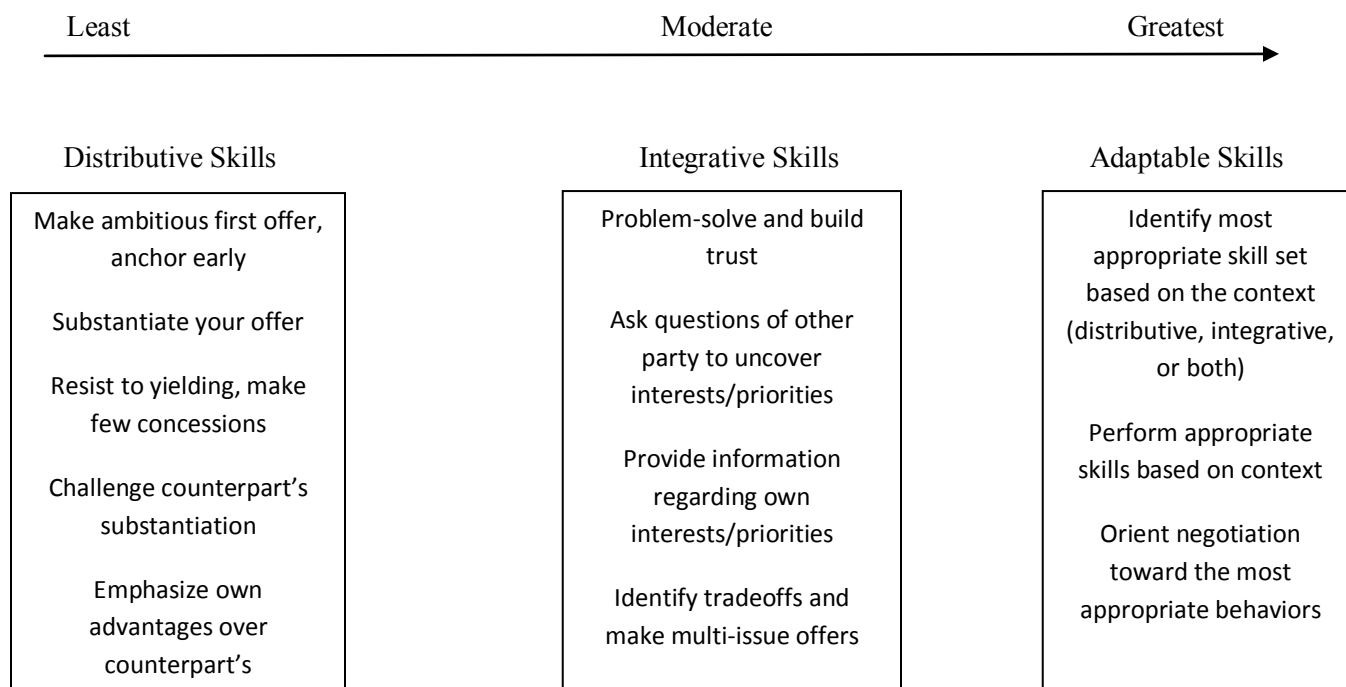 Least Moderate Greatest
Distributive Skills Integrative Skills Adaptable Skills
Make ambitious first offer,
anchor early
Substantiate your offer
Resist to yielding, make
few concessions
Challenge counterpart’s
substantiation
Emphasize own
advantages over
counterpart’s
Problem-solve and build
trust
Ask questions of other
party to uncover
interests/priorities
Provide information
regarding own
interests/priorities
Identify tradeoffs and
make multi-issue offers
Identify most
appropriate skill set
based on the context
(distributive, integrative,
or both)
Perform appropriate
skills based on context
Orient negotiation
toward the most
appropriate behaviors